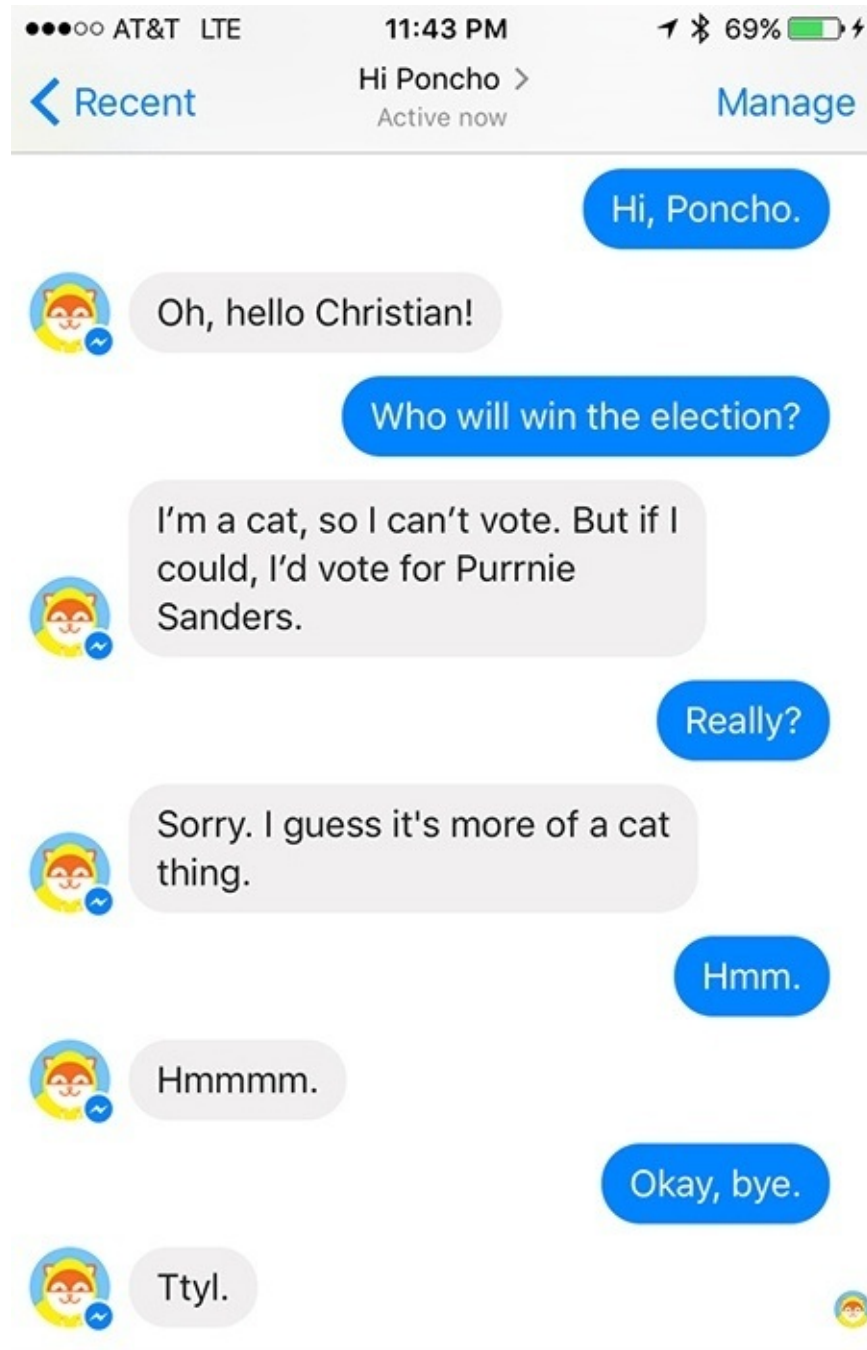 AT&T LTE 11:43 PM 69%
Recent Hi Poncho Manage
Active now
Hi, Poncho.
Oh, hello Christian!
Who will win the election?
I’m a cat, so I can’t vote. But if I
could, I’d vote for Purrnie
Sanders.
Really?
Sorry. I guess it's more of a cat
thing.
Hmm.
Hmmmm.
Okay, bye.
Ttyl.